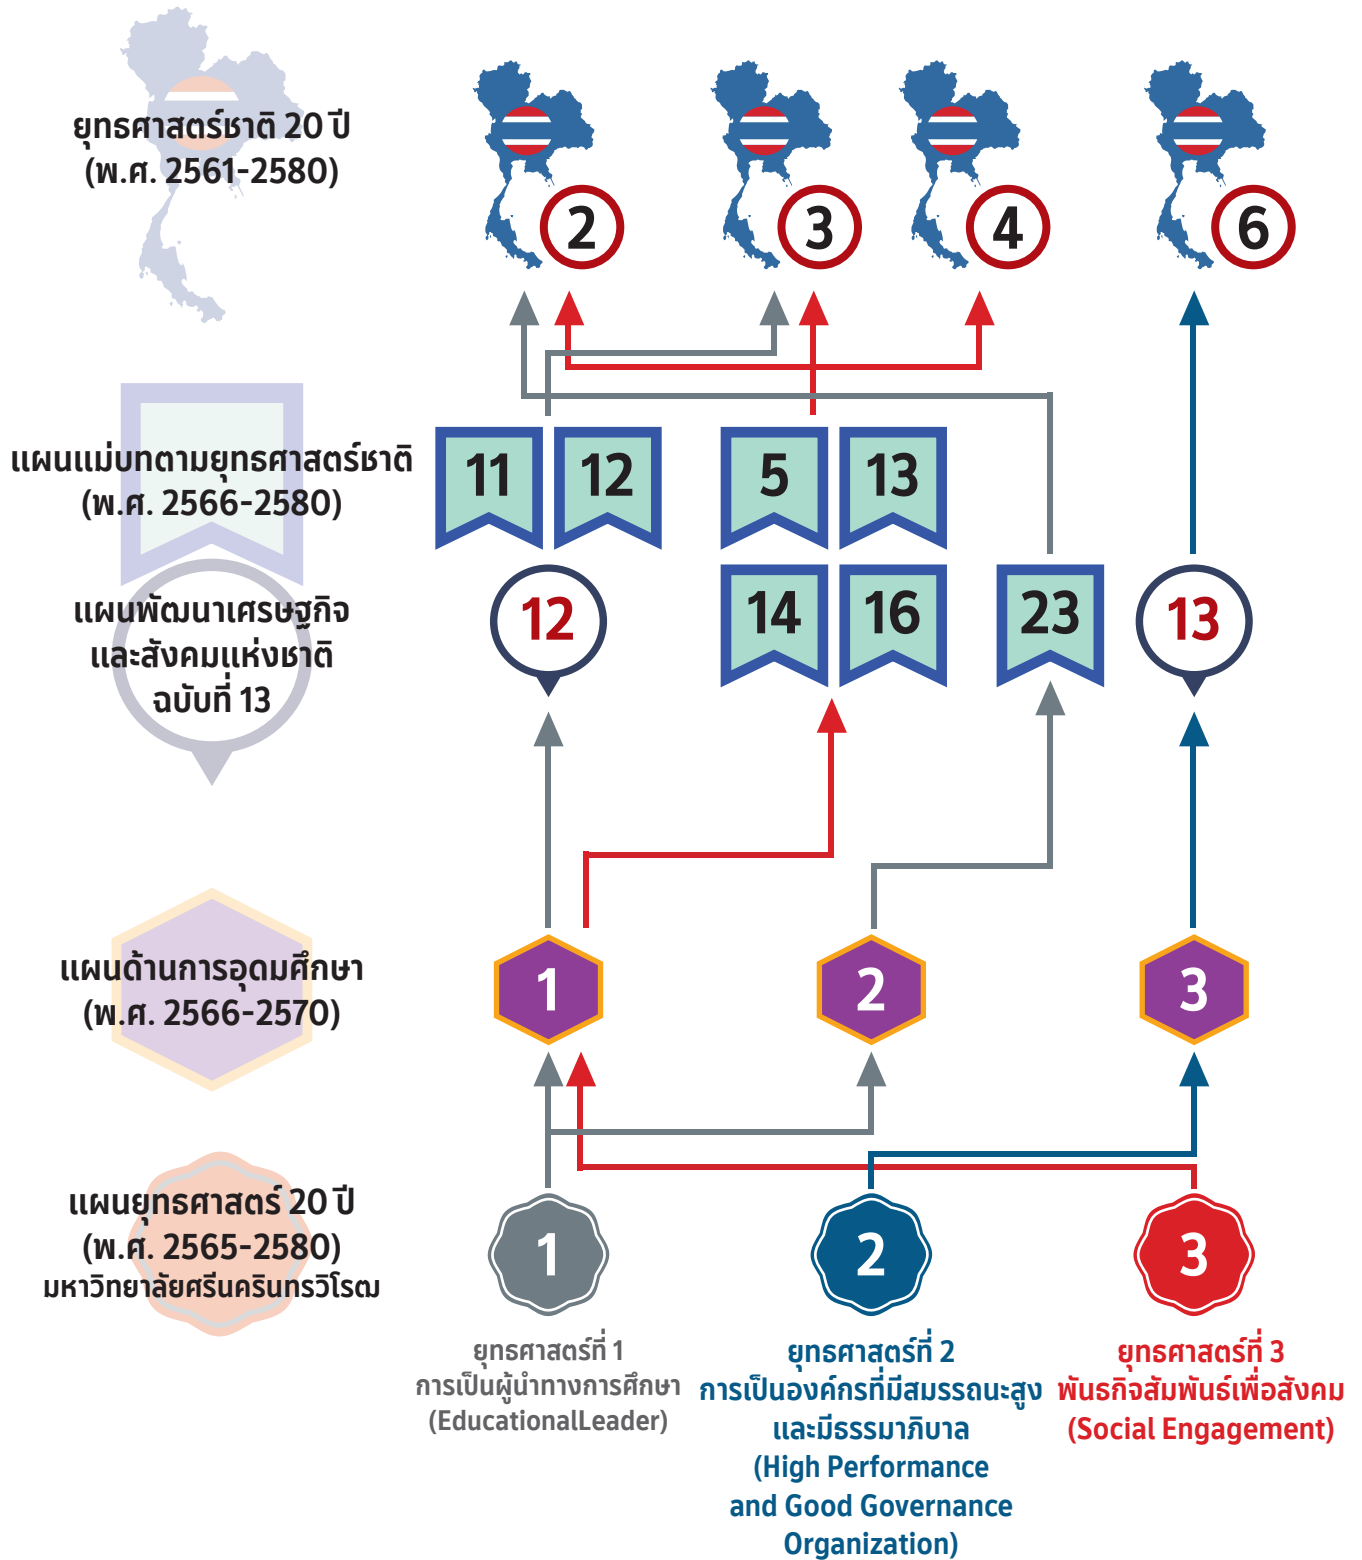 ยุทธศาสตร์ชาติ 20 ปี
(พ.ศ. 2561-2580)
2
3
4
6
แผนแม่บทตามยุทธศาสตร์ชาติ
(พ.ศ. 2566-2580)
11
12
5
13
แผนพัฒนาเศรษฐกิจ
และสังคมแห่งชาติ
ฉบับที่ 13
12
14
16
23
13
แผนด้านการอุดมศึกษา
(พ.ศ. 2566-2570)
1
2
3
แผนยุทธศาสตร์ 20 ปี
(พ.ศ. 2565-2580)
มหาวิทยาลัยศรีนครินทรวิโรฒ
1
2
3
ยุทธศาสตร์ที่ 1
การเป็นผู้นำทางการศึกษา
(EducationalLeader)
ยุทธศาสตร์ที่ 2
การเป็นองค์กรที่มีสมรรถนะสูง
และมีธรรมาภิบาล
(High Performance
and Good Governance
Organization)
ยุทธศาสตร์ที่ 3
พันธกิจสัมพันธ์เพื่อสังคม
(Social Engagement)